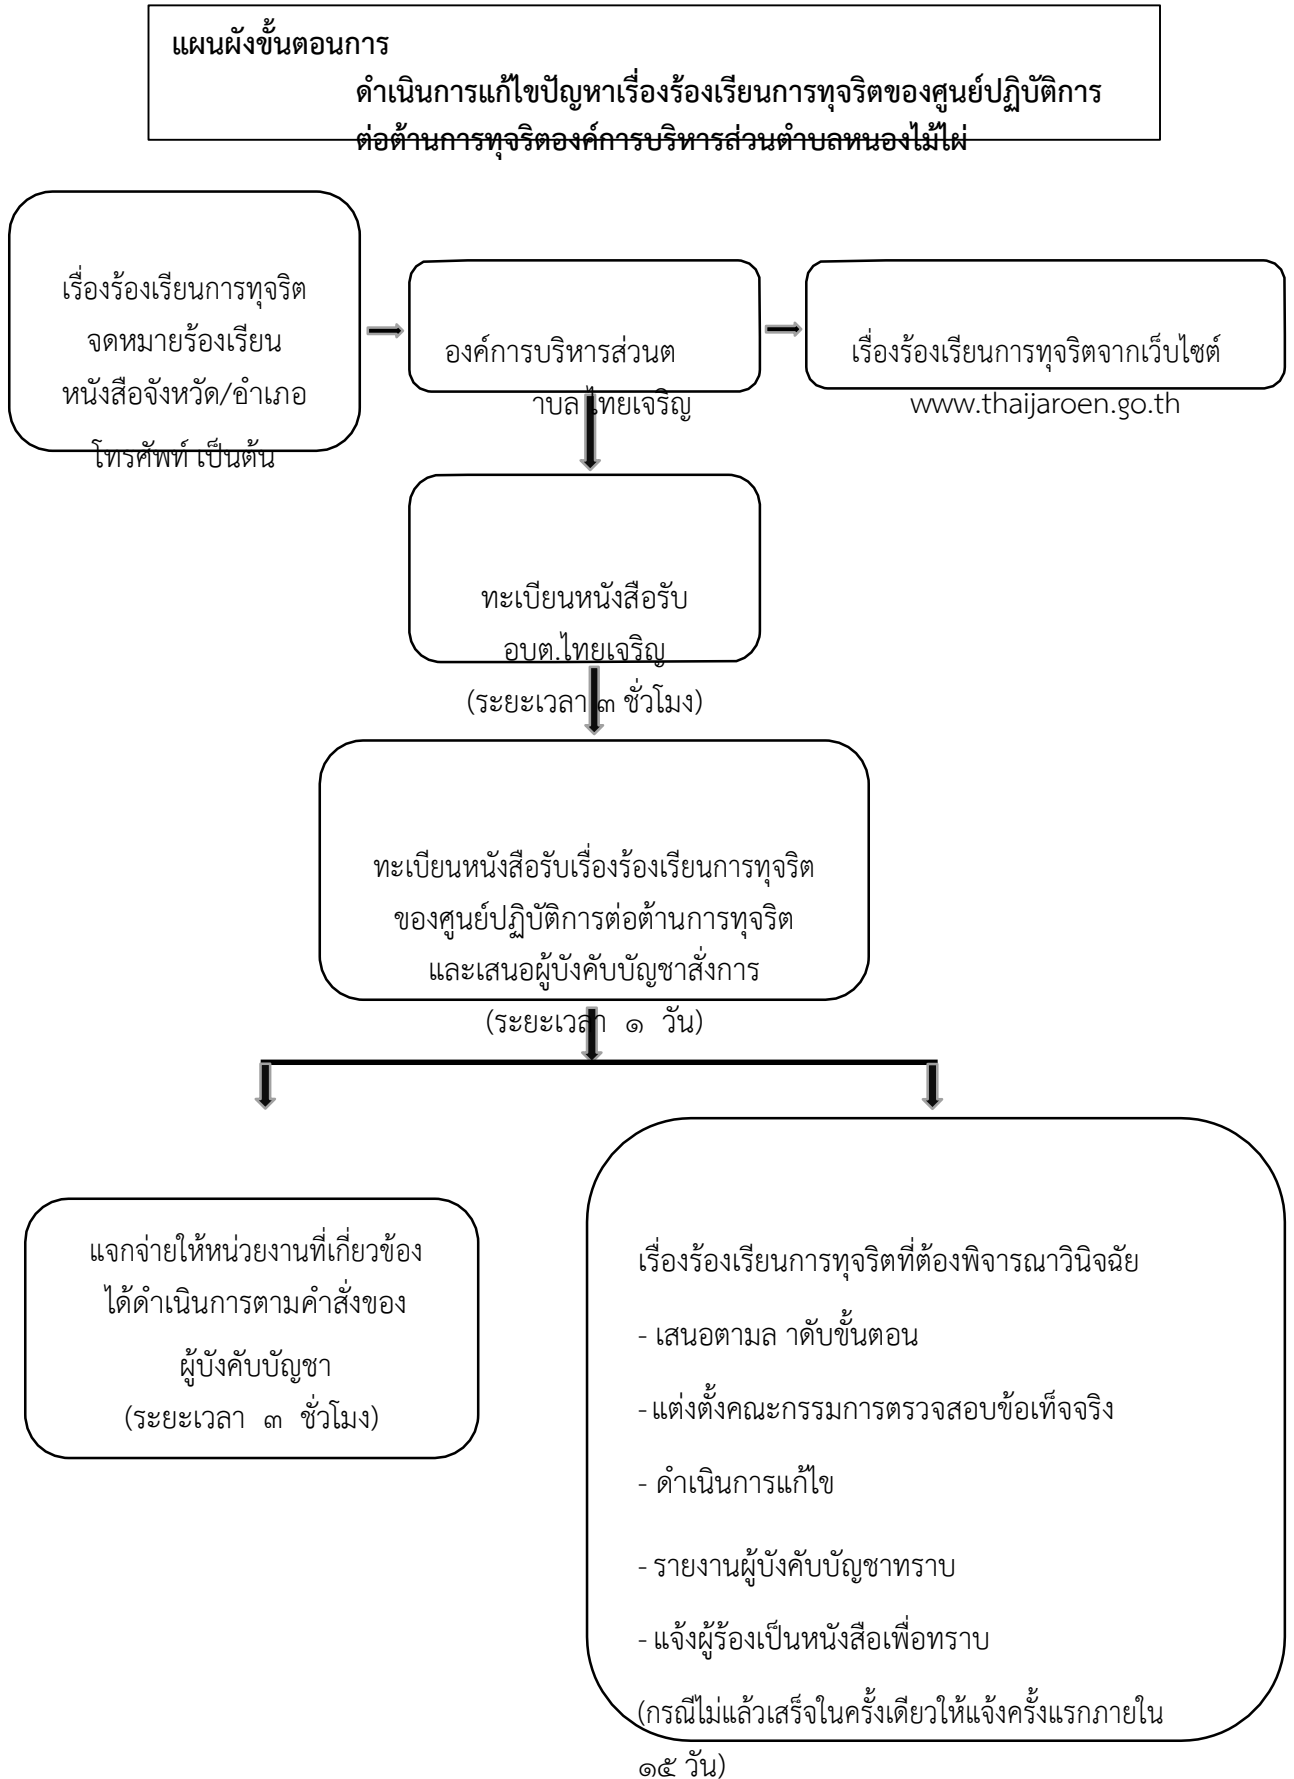 แผนผังขั้นตอนการ
ดำเนินการแก้ไขปัญหาเรื่องร้องเรียนการทุจริตของศูนย์ปฏิบัติการ
ต่อต้านการทุจริตองค์การบริหารส่วนตำบลหนองไม้ไผ่
เรื่องร้องเรียนการทุจริต
จดหมายร้องเรียน
หนังสือจังหวัด/อำเภอ
โทรศัพท์ เป็นต้น
องค์การบริหารส่วนต
าบล ไทยเจริญ
เรื่องร้องเรียนการทุจริตจากเว็บไซต์
www.thaijaroen.go.th
ทะเบียนหนังสือรับ
อบต.ไทยเจริญ
(ระยะเวลา ๓ ชั่วโมง)
ทะเบียนหนังสือรับเรื่องร้องเรียนการทุจริต
ของศูนย์ปฏิบัติการต่อต้านการทุจริต
และเสนอผู้บังคับบัญชาสั่งการ
(ระยะเวลา ๑ วัน)
แจกจ่ายให้หน่วยงานที่เกี่ยวข้อง
ได้ดำเนินการตามคำสั่งของ
ผู้บังคับบัญชา
(ระยะเวลา ๓ ชั่วโมง)
เรื่องร้องเรียนการทุจริตที่ต้องพิจารณาวินิจฉัย
- เสนอตามล าดับขั้นตอน
- แต่งตั้งคณะกรรมการตรวจสอบข้อเท็จจริง
- ดำเนินการแก้ไข
- รายงานผู้บังคับบัญชาทราบ
- แจ้งผู้ร้องเป็นหนังสือเพื่อทราบ
(กรณีไม่แล้วเสร็จในครั้งเดียวให้แจ้งครั้งแรกภายใน
๑๕ วัน)